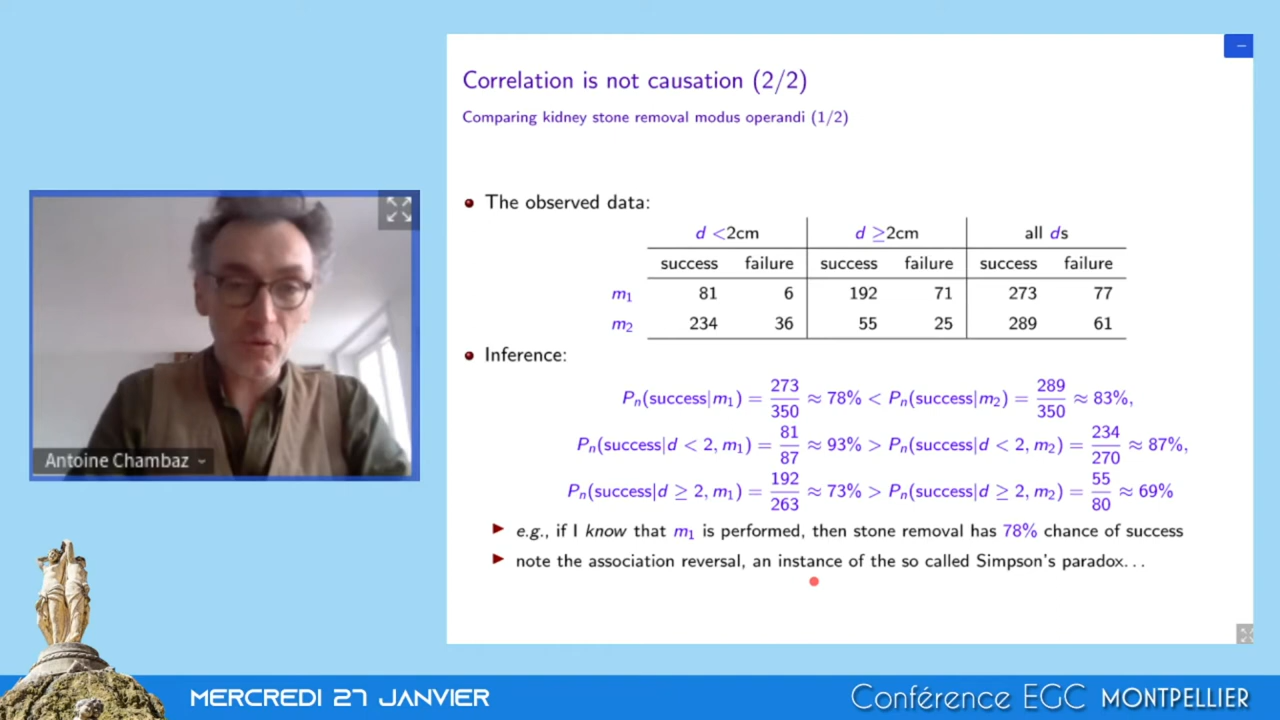 Correlation is not causation (2/2)
Comparing kidney stone removal modus operandi (1/2)
The observed data:
d <2cm d ≥2cm all ds
success failure success failure success failure
m₁ 81 6 192 71 273 77
m₂ 234 36 55 25 289 61
Inference:
Pₙ(success|m₁) = 273/350 ≈ 78% < Pₙ(success|m₂) = 289/350 ≈ 83%,
Pₙ(success|d < 2, m₁) = 81/87 ≈ 93% > Pₙ(success|d < 2, m₂) = 234/270 ≈ 87%,
Pₙ(success|d ≥ 2, m₁) = 192/263 ≈ 73% > Pₙ(success|d ≥ 2, m₂) = 55/80 ≈ 69%
e.g., if I know that m₁ is performed, then stone removal has 78% chance of success
note the association reversal, an instance of the so called Simpson's paradox...
Antoine Chambaz
MERCREDI 27 JANVIER
Conférence EGC MONTPELLIER